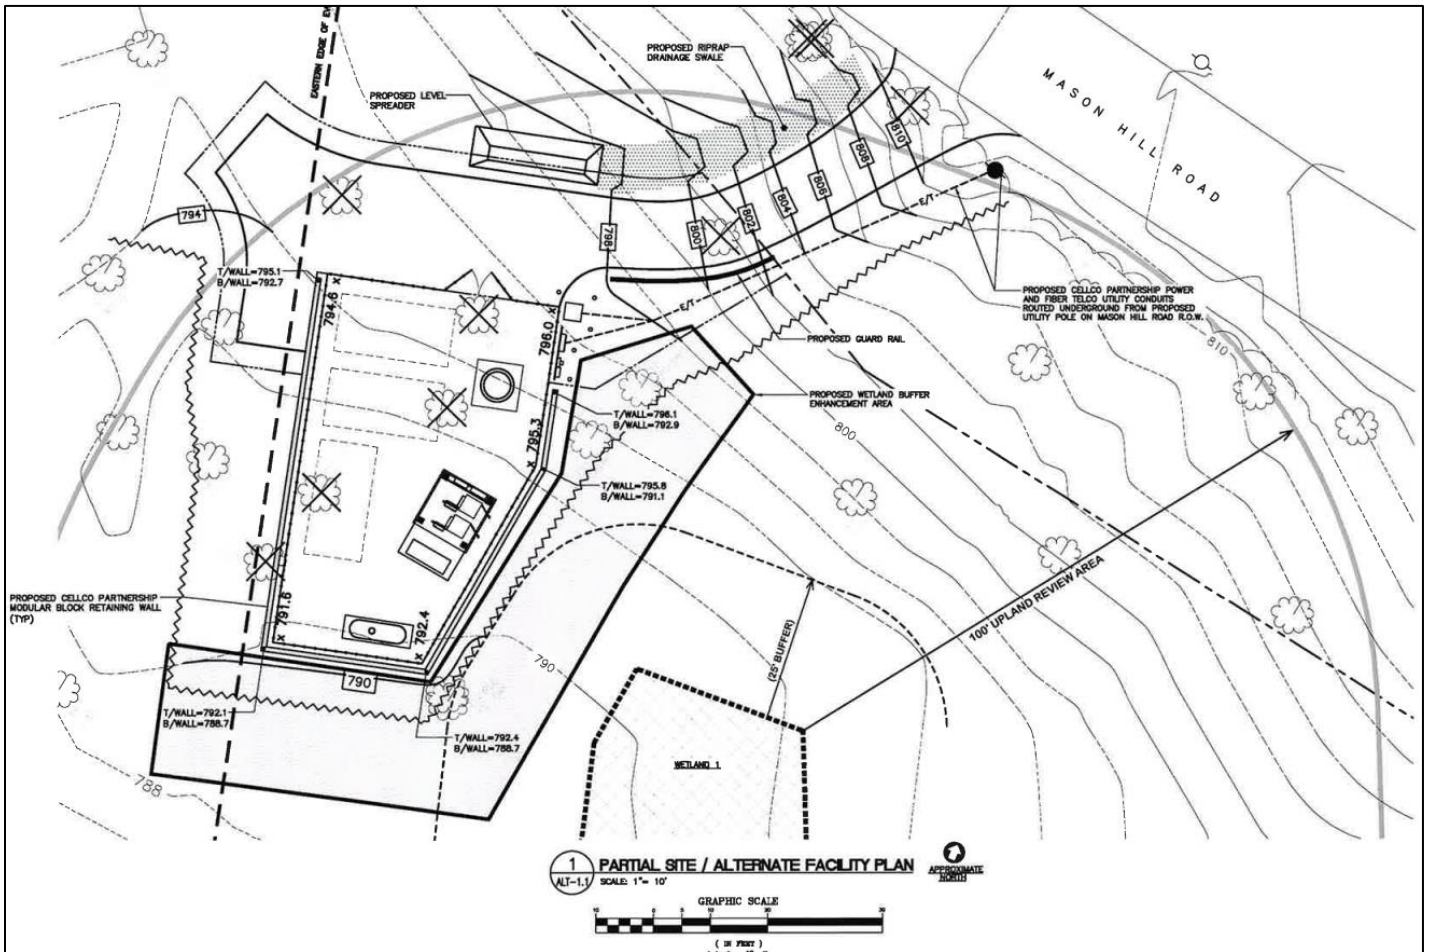 EASTERN EDGE OF
PROPOSED RIPRAP
DRAINAGE SWALE
PROPOSED LEVEL
SPREADER
MASON HILL ROAD
810
808
806
804
802
800
798
794
E/T
E/T
T/WALL=795.1
B/WALL=792.7
794.6
796.0
PROPOSED CELLCO PARTNERSHIP POWER
AND FIBER TELCO UTILITY CONDUITS
ROUTED UNDERGROUND FROM PROPOSED
UTILITY POLE ON MASON HILL ROAD R.O.W.
PROPOSED GUARD RAIL
810
PROPOSED WETLAND BUFFER
ENHANCEMENT AREA
T/WALL=796.1
B/WALL=792.9
795.3
800
T/WALL=795.8
B/WALL=791.1
100' UPLAND REVIEW AREA
PROPOSED CELLCO PARTNERSHIP
MODULAR BLOCK RETAINING WALL
(TYP)
791.6
792.4
(25' BUFFER)
790
790
T/WALL=792.1
B/WALL=788.7
T/WALL=792.4
B/WALL=788.7
WETLAND 1
788
1
ALT-1.1
PARTIAL SITE / ALTERNATE FACILITY PLAN
SCALE: 1"= 10'
APPROXIMATE
NORTH
GRAPHIC SCALE
10 0 5 10 20
( IN FEET )